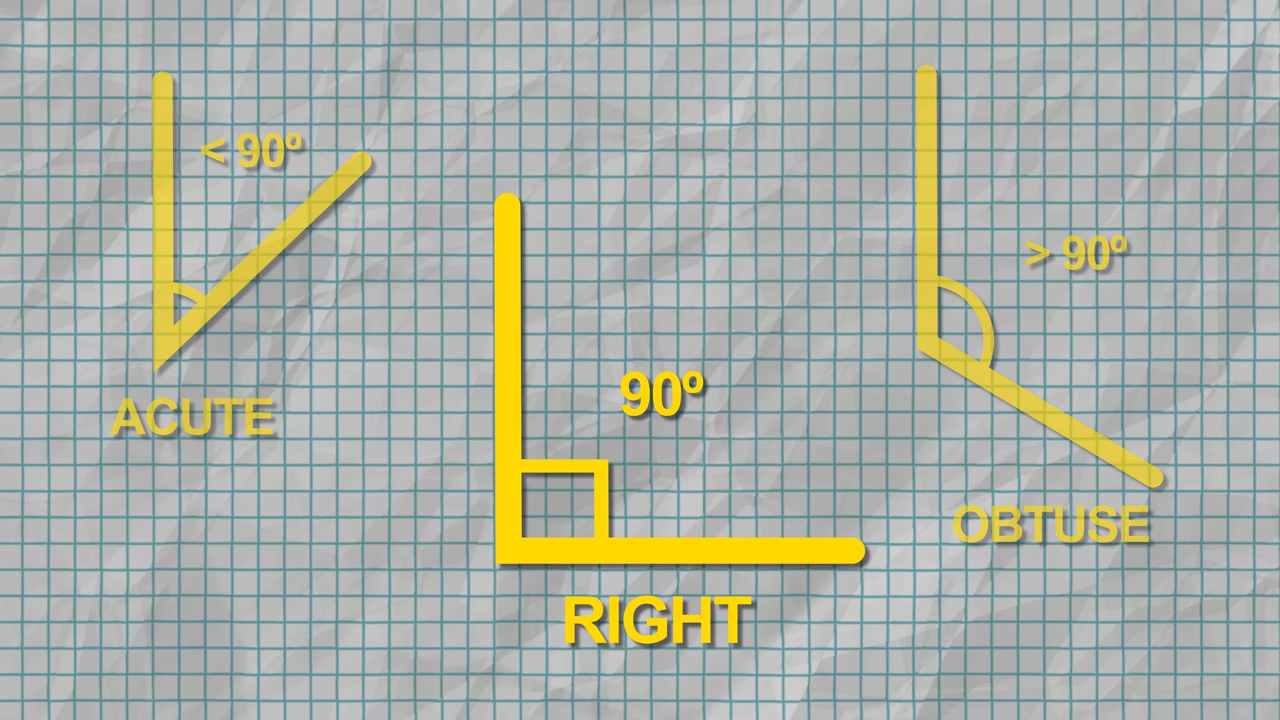 < 90º
ACUTE
90º
RIGHT
> 90º
OBTUSE